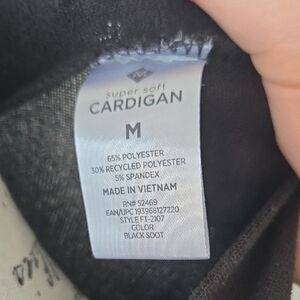 super soft
CARDIGAN
M
65% POLYESTER
30% RECYCLED POLYESTER
5% SPANDEX
MADE IN VIETNAM
RN# 52469
EAN/UPC 193968127220
STYLE FT-2107
COLOR
BLACK SOOT